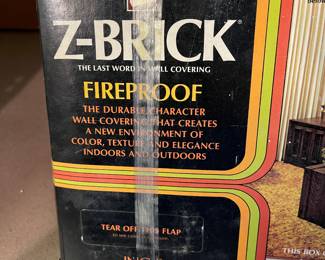 Below
Z-BRICK®
THE LAST WORD IN WALL COVERING
FIREPROOF
THE DURABLE CHARACTER
WALL COVERING THAT CREATES
A NEW ENVIRONMENT OF
COLOR, TEXTURE AND ELEGANCE
INDOORS AND OUTDOORS
TEAR OFF THIS FLAP
THIS BOX